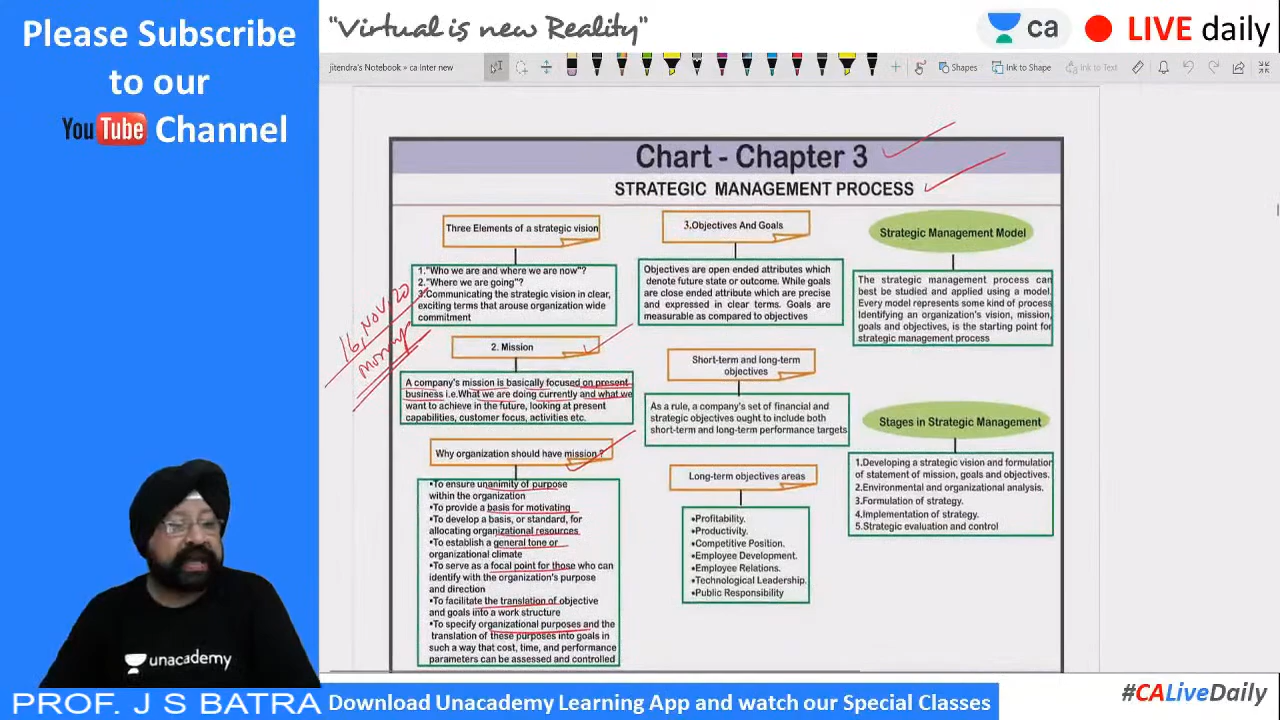 Please Subscribe
to our
YouTube Channel
"Virtual is new Reality"
ca
LIVE daily
jitendra's Notebook > ca Inter new
Shapes
Ink to Shape
Ink to Text
Chart - Chapter 3
STRATEGIC MANAGEMENT PROCESS
Three Elements of a strategic vision
1."Who we are and where we are now"?
2."Where we are going"?
3.Communicating the strategic vision in clear,
exciting terms that arouse organization wide
commitment
16, Nov, 20
morning
2. Mission
A company's mission is basically focused on present
business i.e.What we are doing currently and what we
want to achieve in the future, looking at present
capabilities, customer focus, activities etc.
Why organization should have mission ?
•To ensure unanimity of purpose
within the organization
•To provide a basis for motivating
•To develop a basis, or standard, for
allocating organizational resources
•To establish a general tone or
organizational climate
•To serve as a focal point for those who can
identify with the organization's purpose
and direction
•To facilitate the translation of objective
and goals into a work structure
•To specify organizational purposes and the
translation of these purposes into goals in
such a way that cost, time, and performance
parameters can be assessed and controlled
3.Objectives And Goals
Objectives are open ended attributes which
denote future state or outcome. While goals
are close ended attribute which are precise
and expressed in clear terms. Goals are
measurable as compared to objectives
Short-term and long-term
objectives
As a rule, a company's set of financial and
strategic objectives ought to include both
short-term and long-term performance targets
Long-term objectives areas
•Profitability.
•Productivity.
•Competitive Position.
•Employee Development.
•Employee Relations.
•Technological Leadership.
•Public Responsibility
Strategic Management Model
The strategic management process can
best be studied and applied using a model.
Every model represents some kind of process
Identifying an organization's vision, mission,
goals and objectives, is the starting point for
strategic management process
Stages in Strategic Management
1.Developing a strategic vision and formulation
of statement of mission, goals and objectives.
2.Environmental and organizational analysis.
3.Formulation of strategy.
4.Implementation of strategy.
5.Strategic evaluation and control
unacademy
PROF. J S BATRA
Download Unacademy Learning App and watch our Special Classes
#CALiveDaily